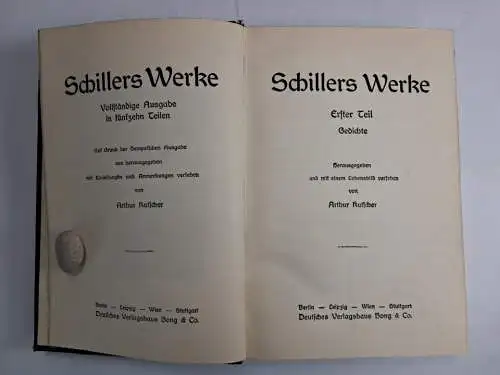 Schillers Werke
Vollständige Ausgabe
in fünfzehn Teilen
Auf Grund der Hempelschen Ausgabe
neu herausgegeben
mit Einleitungen und Anmerkungen versehen
von
Arthur Kutscher
Berlin — Leipzig — Wien — Stuttgart
Deutsches Verlagshaus Bong & Co.
Schillers Werke
Erster Teil
Gedichte
Herausgegeben
und mit einem Lebensbild versehen
von
Arthur Kutscher
Berlin — Leipzig — Wien — Stuttgart
Deutsches Verlagshaus Bong & Co.